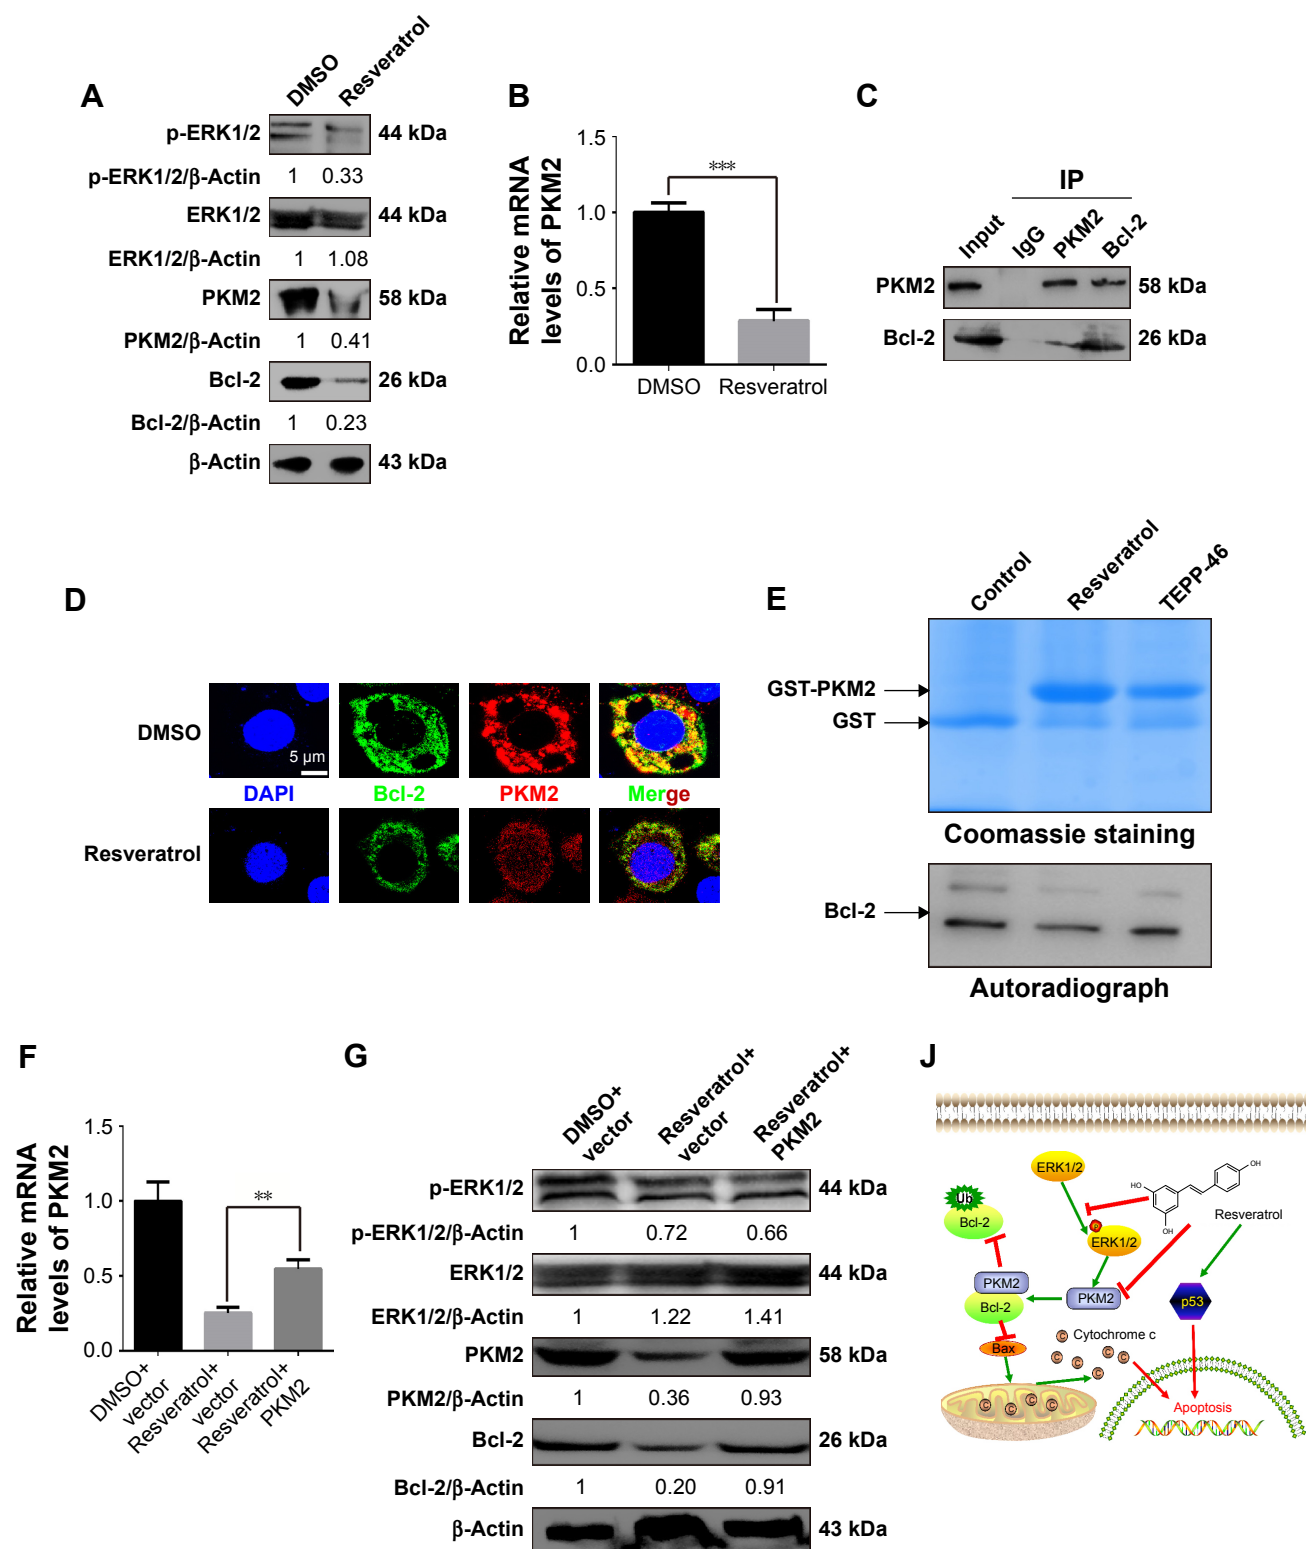 A
DMSO
Resveratrol
p-ERK1/2
44 kDa
p-ERK1/2/β-Actin 1 0.33
ERK1/2
44 kDa
ERK1/2/β-Actin 1 1.08
PKM2
58 kDa
PKM2/β-Actin 1 0.41
Bcl-2
26 kDa
Bcl-2/β-Actin 1 0.23
β-Actin
43 kDa
B
Relative mRNA
levels of PKM2
1.5
1.0
0.5
0.0
***
DMSO
Resveratrol
C
IP
Input
IgG
PKM2
Bcl-2
PKM2
58 kDa
Bcl-2
26 kDa
D
DMSO
5 μm
DAPI
Bcl-2
PKM2
Merge
Resveratrol
E
Control
Resveratrol
TEPP-46
GST-PKM2
GST
Coomassie staining
Bcl-2
Autoradiograph
F
Relative mRNA
levels of PKM2
1.5
1.0
0.5
0.0
**
DMSO+
vector
Resveratrol+
vector
Resveratrol+
PKM2
G
DMSO+
vector
Resveratrol+
vector
Resveratrol+
PKM2
p-ERK1/2
44 kDa
p-ERK1/2/β-Actin 1 0.72 0.66
ERK1/2
44 kDa
ERK1/2/β-Actin 1 1.22 1.41
PKM2
58 kDa
PKM2/β-Actin 1 0.36 0.93
Bcl-2
26 kDa
Bcl-2/β-Actin 1 0.20 0.91
β-Actin
43 kDa
J
ERK1/2
OH
HO
OH
Resveratrol
Ub
Bcl-2
P
ERK1/2
PKM2
Bcl-2
PKM2
p53
Bax
Cytochrome c
C
C
C
C
C
C
C
C
C
C
Apoptosis